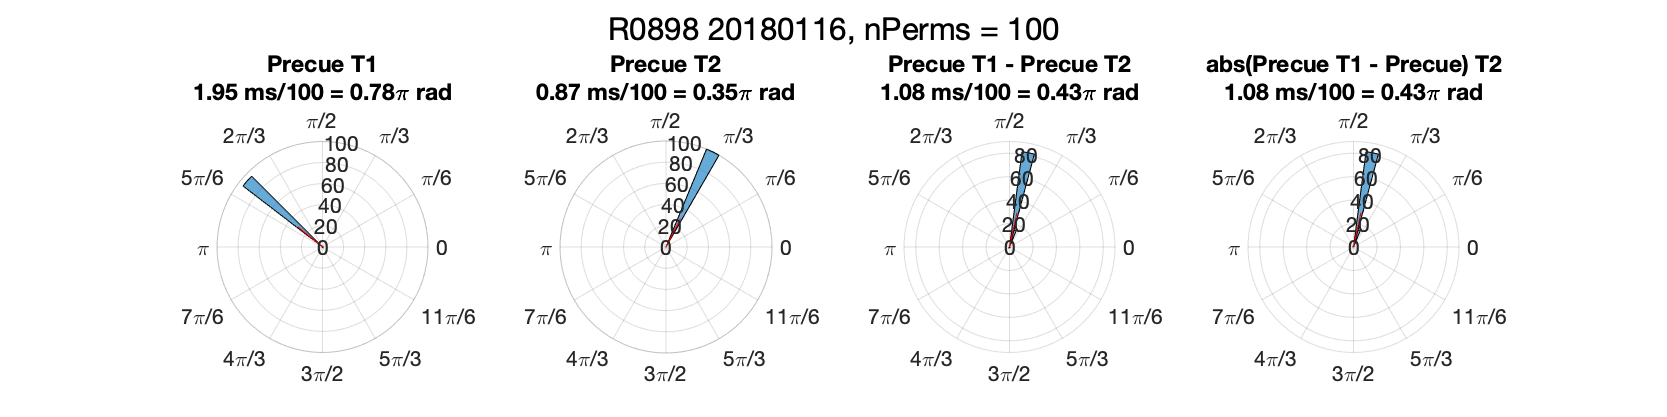 R0898 20180116, nPerms = 100
Precue T1
1.95 ms/100 = 0.78π rad
π/2
2π/3
π/3
5π/6
π/6
π
0
7π/6
11π/6
4π/3
5π/3
3π/2
100
80
60
40
20
0
Precue T2
0.87 ms/100 = 0.35π rad
π/2
2π/3
π/3
5π/6
π/6
π
0
7π/6
11π/6
4π/3
5π/3
3π/2
100
80
60
40
20
0
Precue T1 - Precue T2
1.08 ms/100 = 0.43π rad
π/2
2π/3
π/3
5π/6
π/6
π
0
7π/6
11π/6
4π/3
5π/3
3π/2
80
60
40
20
0
abs(Precue T1 - Precue) T2
1.08 ms/100 = 0.43π rad
π/2
2π/3
π/3
5π/6
π/6
π
0
7π/6
11π/6
4π/3
5π/3
3π/2
80
60
40
20
0